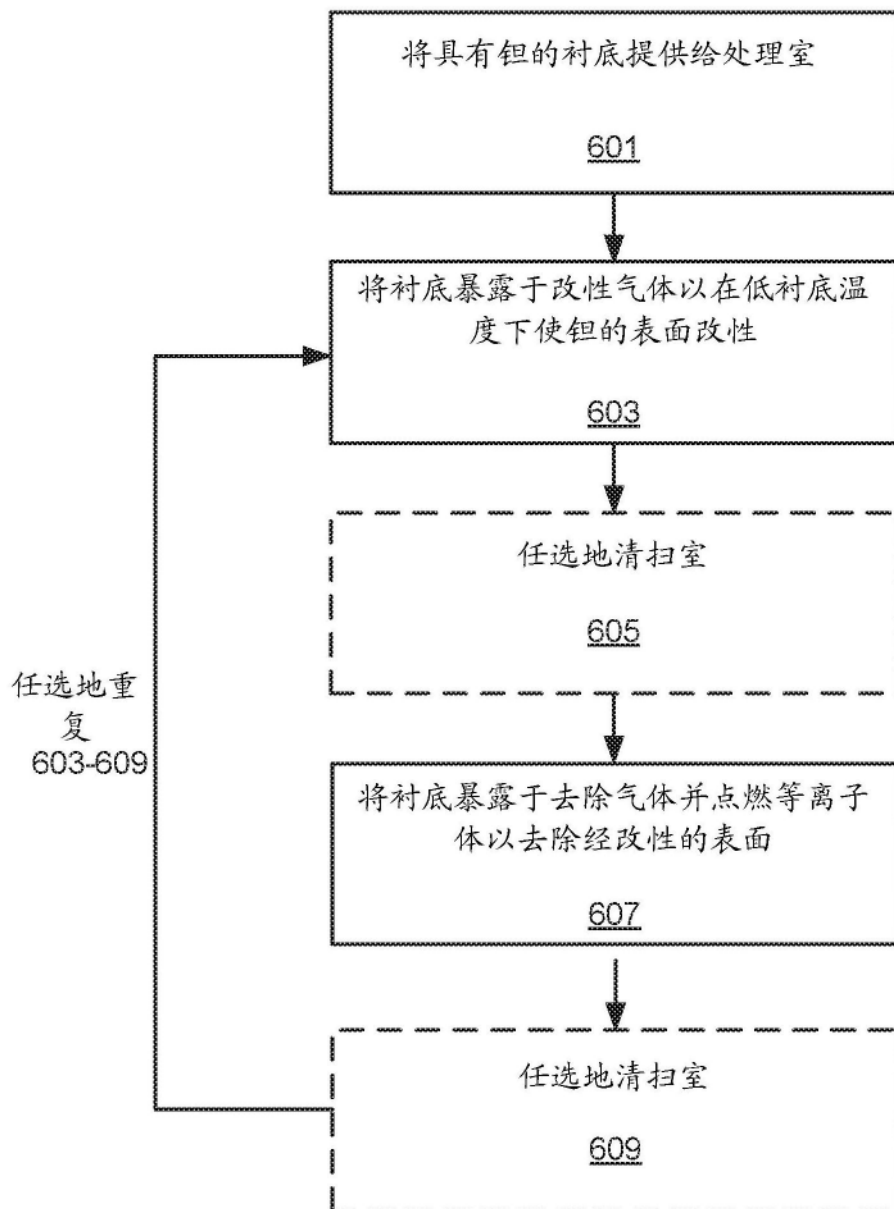 将具有钽的衬底提供给处理室
601
将衬底暴露于改性气体以在低衬底温
度下使钽的表面改性
603
任选地清扫室
605
任选地重
复
603-609
将衬底暴露于去除气体并点燃等离子
体以去除经改性的表面
607
任选地清扫室
609